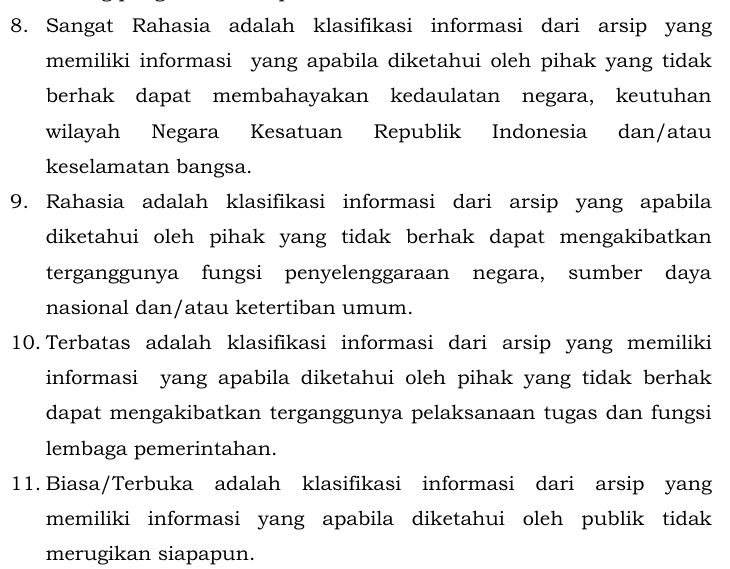 8. Sangat Rahasia adalah klasifikasi informasi dari arsip yang
memiliki informasi yang apabila diketahui oleh pihak yang tidak
berhak dapat membahayakan kedaulatan negara, keutuhan
wilayah Negara Kesatuan Republik Indonesia dan/atau
keselamatan bangsa.
9. Rahasia adalah klasifikasi informasi dari arsip yang apabila
diketahui oleh pihak yang tidak berhak dapat mengakibatkan
terganggunya fungsi penyelenggaraan negara, sumber daya
nasional dan/atau ketertiban umum.
10. Terbatas adalah klasifikasi informasi dari arsip yang memiliki
informasi yang apabila diketahui oleh pihak yang tidak berhak
dapat mengakibatkan terganggunya pelaksanaan tugas dan fungsi
lembaga pemerintahan.
11. Biasa/Terbuka adalah klasifikasi informasi dari arsip yang
memiliki informasi yang apabila diketahui oleh publik tidak
merugikan siapapun.